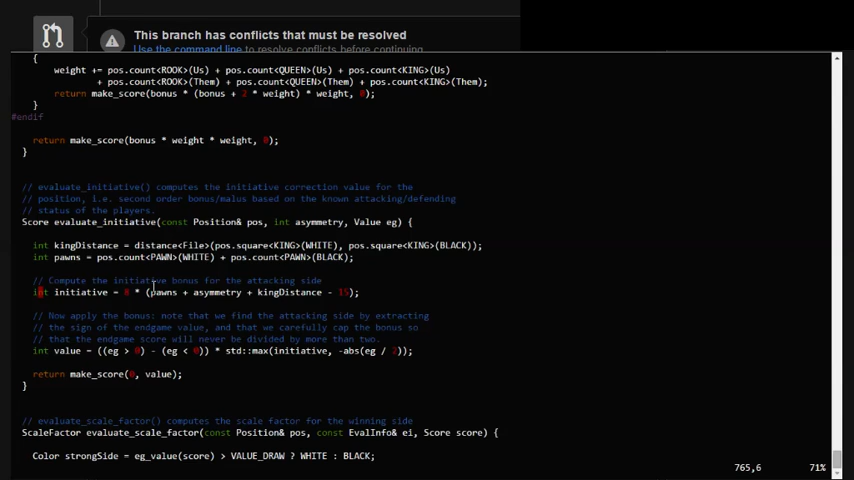 This branch has conflicts that must be resolved
Use the command line to resolve conflicts before continuing.
{
weight += pos.count<ROOK>(Us) + pos.count<QUEEN>(Us) + pos.count<KING>(Us)
+ pos.count<ROOK>(Them) + pos.count<QUEEN>(Them) + pos.count<KING>(Them);
return make_score(bonus * (bonus + 2 * weight) * weight, 0);
}
#endif
return make_score(bonus * weight * weight, 0);
}
// evaluate_initiative() computes the initiative correction value for the
// position, i.e. second order bonus/malus based on the known attacking/defending
// status of the players.
Score evaluate_initiative(const Position& pos, int asymmetry, Value eg) {
int kingDistance = distance<File>(pos.square<KING>(WHITE), pos.square<KING>(BLACK));
int pawns = pos.count<PAWN>(WHITE) + pos.count<PAWN>(BLACK);
// Compute the initiative bonus for the attacking side
int initiative = 8 * (pawns + asymmetry + kingDistance - 15);
// Now apply the bonus: note that we find the attacking side by extracting
// the sign of the endgame value, and that we carefully cap the bonus so
// that the endgame score will never be divided by more than two.
int value = ((eg > 0) - (eg < 0)) * std::max(initiative, -abs(eg / 2));
return make_score(0, value);
}
// evaluate_scale_factor() computes the scale factor for the winning side
ScaleFactor evaluate_scale_factor(const Position& pos, const EvalInfo& ei, Score score) {
Color strongSide = eg_value(score) > VALUE_DRAW ? WHITE : BLACK;
765,6 71%